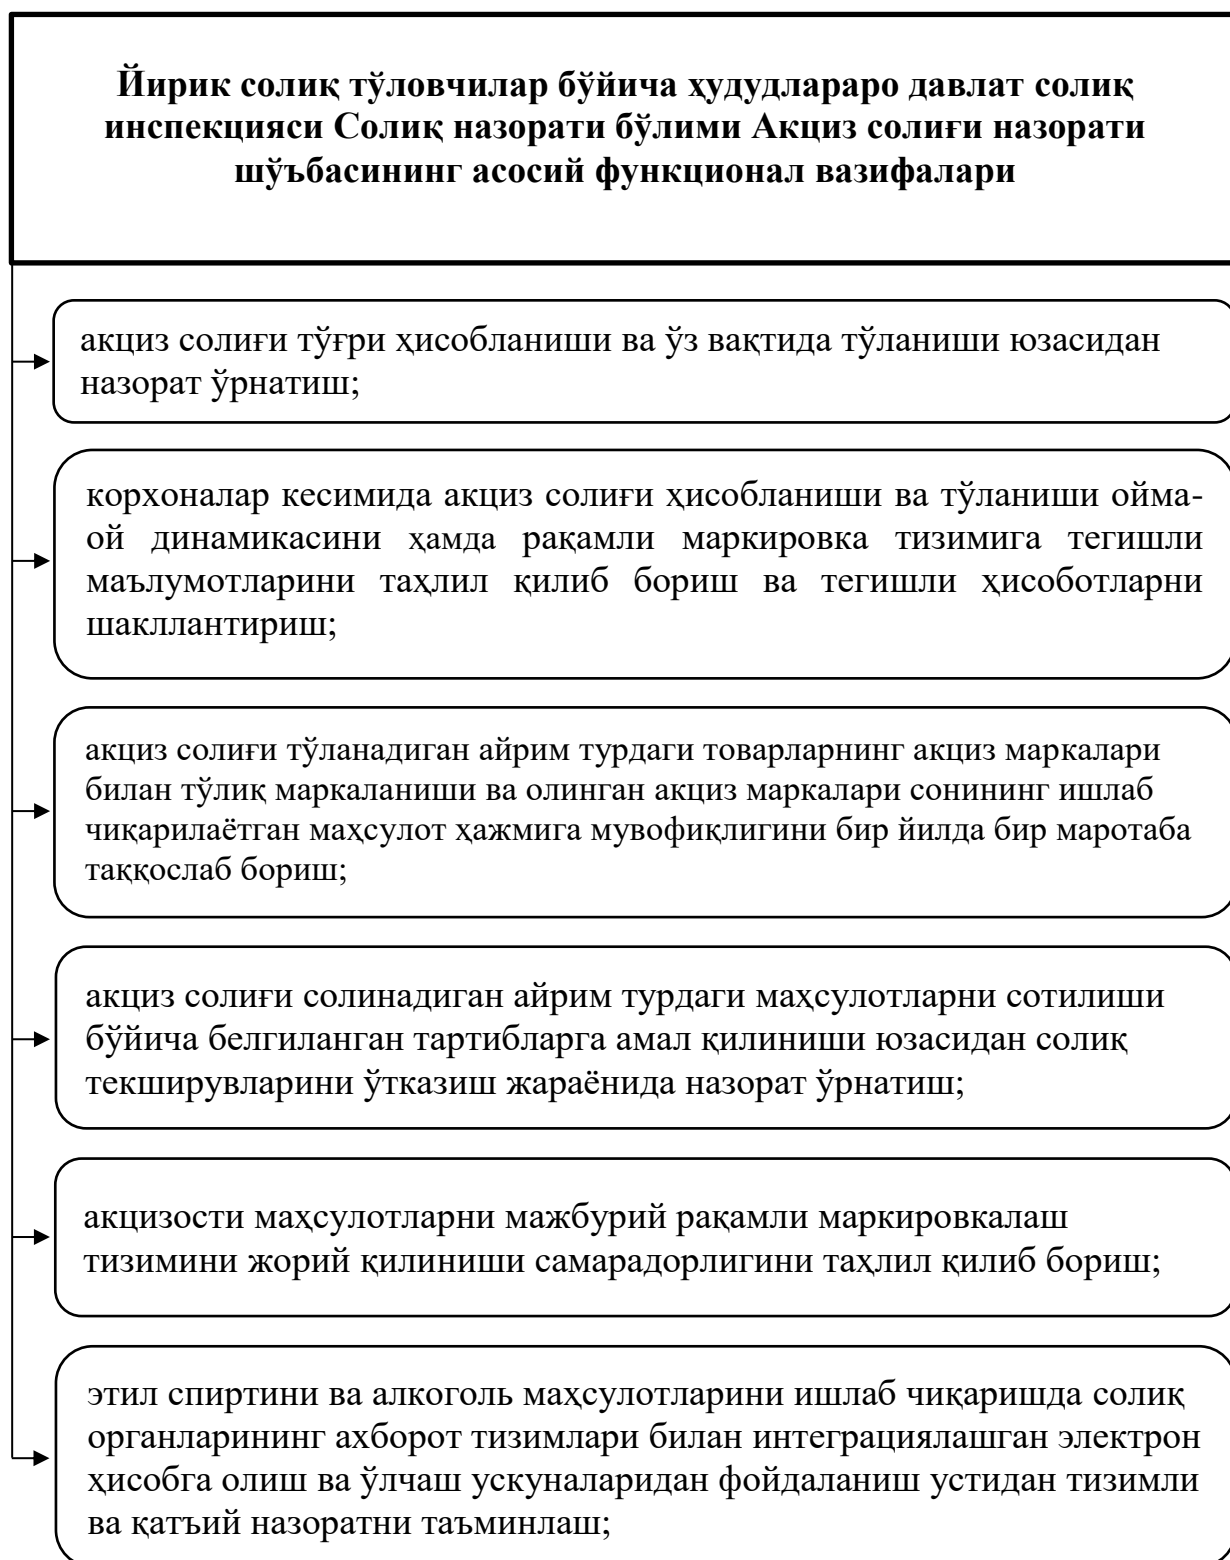 Йирик солиқ тўловчилар бўйича ҳудудлараро давлат солиқ
инспекцияси Солиқ назорати бўлими Акциз солиғи назорати
шўъбасининг асосий функционал вазифалари
акциз солиғи тўғри ҳисобланиши ва ўз вақтида тўланиши юзасидан
назорат ўрнатиш;
корхоналар кесимида акциз солиғи ҳисобланиши ва тўланиши ойма-
ой динамикасини ҳамда рақамли маркировка тизимига тегишли
маълумотларини таҳлил қилиб бориш ва тегишли ҳисоботларни
шакллантириш;
акциз солиғи тўланадиган айрим турдаги товарларнинг акциз маркалари
билан тўлиқ маркаланиши ва олинган акциз маркалари сонининг ишлаб
чиқарилаётган маҳсулот ҳажмига мувофиқлигини бир йилда бир маротаба
таққослаб бориш;
акциз солиғи солинадиган айрим турдаги маҳсулотларни сотилиши
бўйича белгиланган тартибларга амал қилиниши юзасидан солиқ
текширувларини ўтказиш жараёнида назорат ўрнатиш;
акцизости маҳсулотларни мажбурий рақамли маркировкалаш
тизимини жорий қилиниши самарадорлигини таҳлил қилиб бориш;
этил спиртини ва алкоголь маҳсулотларини ишлаб чиқаришда солиқ
органларининг ахборот тизимлари билан интеграциялашган электрон
ҳисобга олиш ва ўлчаш ускуналаридан фойдаланиш устидан тизимли
ва қатъий назоратни таъминлаш;